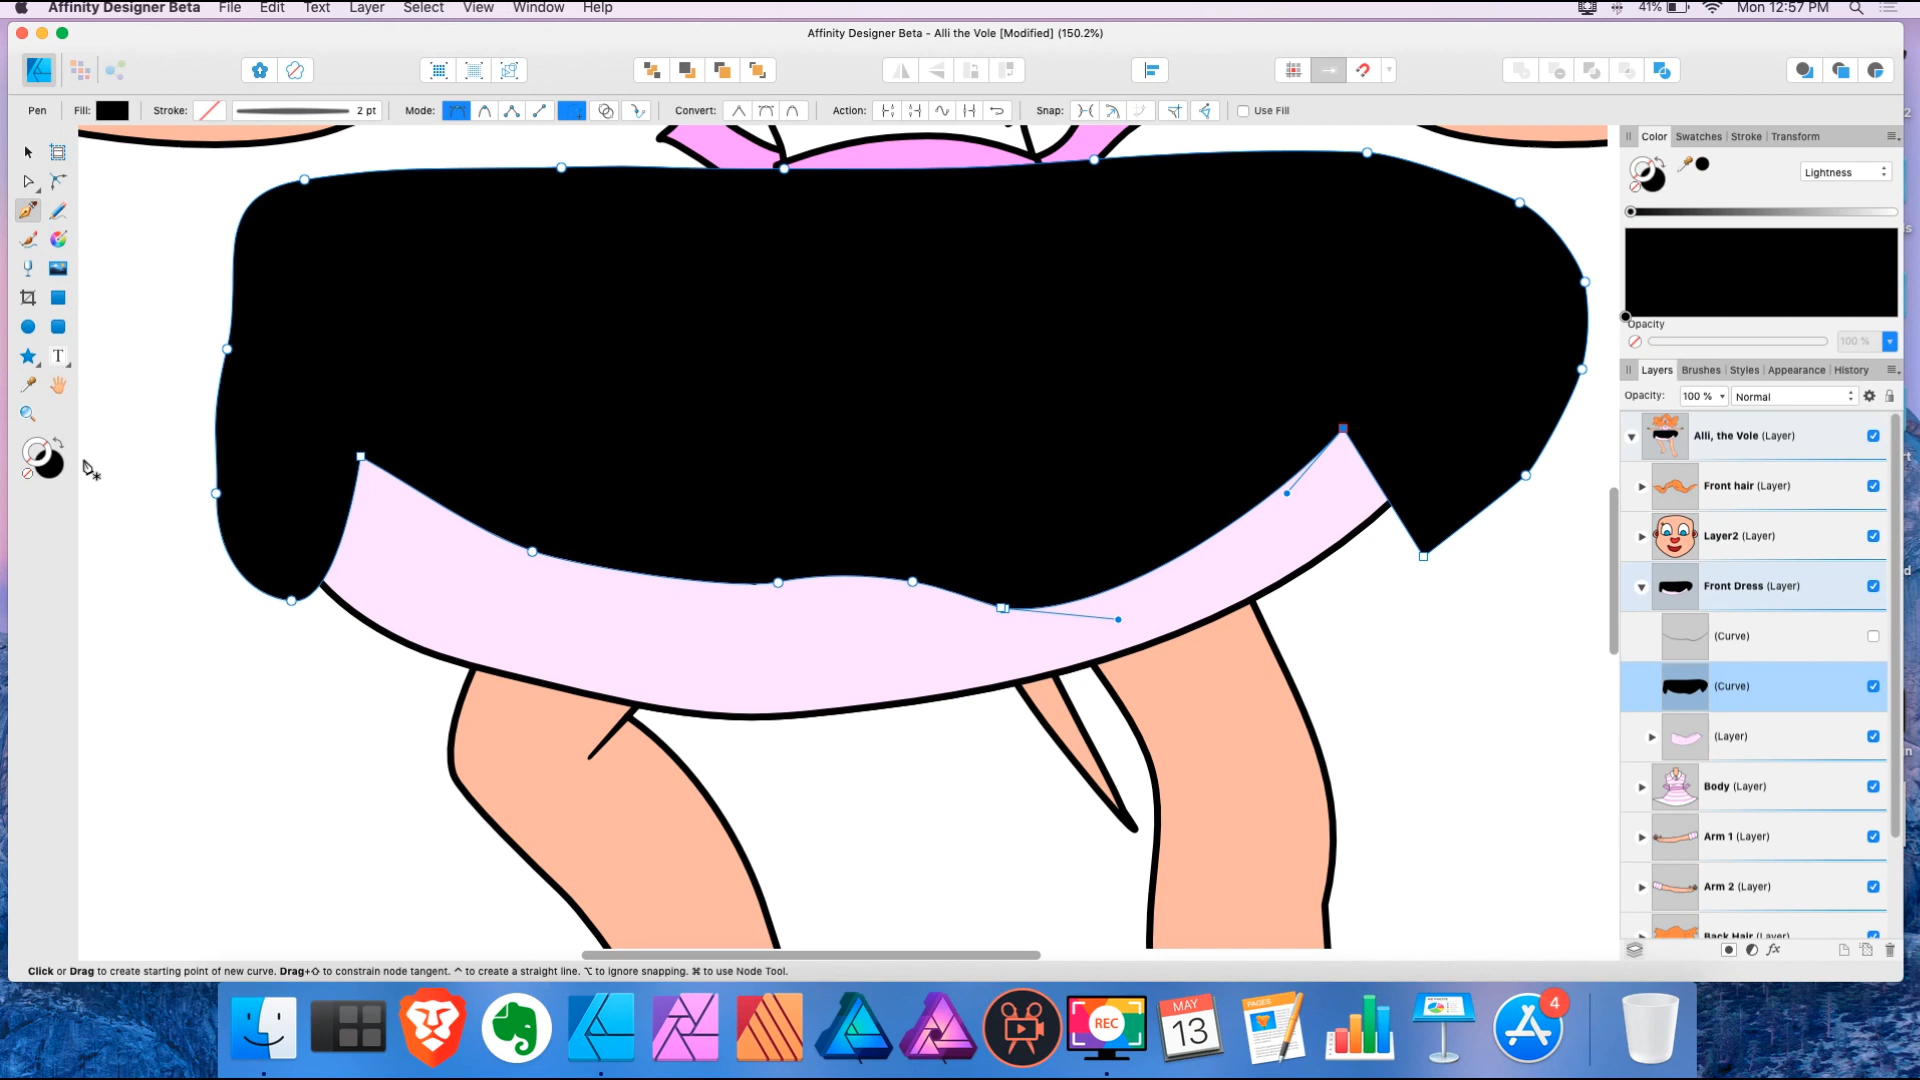 Affinity Designer Beta File Edit Text Layer Select View Window Help 41% Mon 12:57 PM
Affinity Designer Beta - Alli the Vole [Modified] (150.2%)
Pen Fill: Stroke: 2 pt Mode: Convert: Action: Snap: Use Fill
Color Swatches Stroke Transform
Lightness
Opacity
100 %
Layers Brushes Styles Appearance History
Opacity: 100 % Normal
Alli, the Vole (Layer)
Front hair (Layer)
Layer2 (Layer)
Front Dress (Layer)
(Curve)
(Curve)
(Layer)
Body (Layer)
Arm 1 (Layer)
Arm 2 (Layer)
Back Hair (Layer)
fx
Click or Drag to create starting point of new curve. Drag+⇧ to constrain node tangent. ^ to create a straight line. ⌥ to ignore snapping. ⌘ to use Node Tool.
REC
MAY
13
PAGES
4